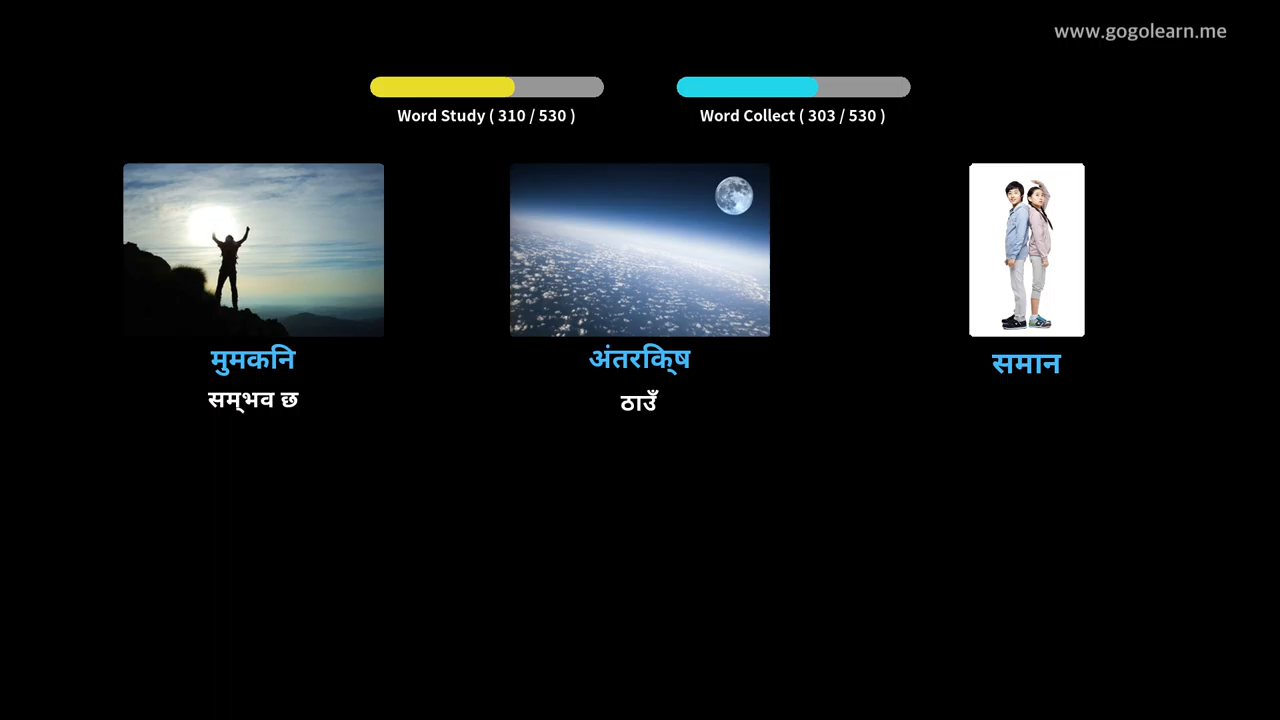 www.gogolearn.me
Word Study ( 310 / 530 )
Word Collect ( 303 / 530 )
मुमकिन
अंतरिक्ष
समान
सम्भव छ
ठाउँ